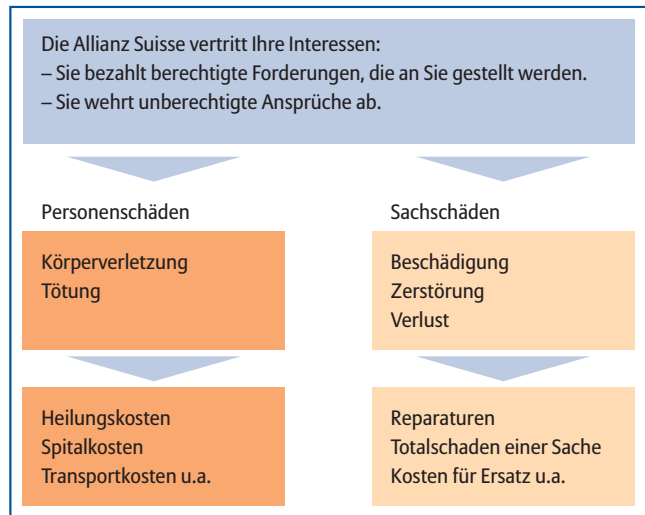 Die Allianz Suisse vertritt Ihre Interessen:
– Sie bezahlt berechtigte Forderungen, die an Sie gestellt werden.
– Sie wehrt unberechtigte Ansprüche ab.
Personenschäden
Körperverletzung
Tötung
Heilungskosten
Spitalkosten
Transportkosten u.a.
Sachschäden
Beschädigung
Zerstörung
Verlust
Reparaturen
Totalschaden einer Sache
Kosten für Ersatz u.a.